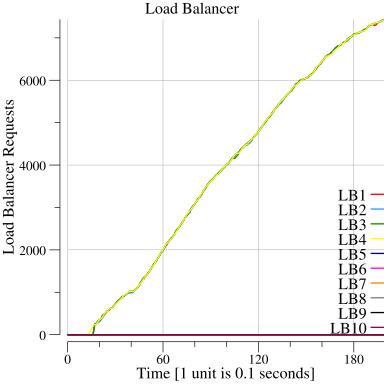 Load Balancer
Load Balancer Requests
6000
4000
2000
0
LB1
LB2
LB3
LB4
LB5
LB6
LB7
LB8
LB9
LB10
0 60 120 180
Time [1 unit is 0.1 seconds]